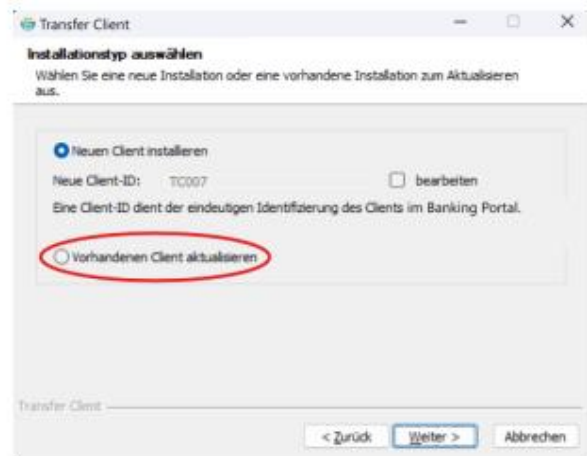 Transfer Client
Installationstyp auswählen
Wählen Sie eine neue Installation oder eine vorhandene Installation zum Aktualisieren
aus.
Neuen Client installieren
Neue Client-ID: TC007 bearbeiten
Eine Client-ID dient der eindeutigen Identifizierung des Clients im Banking Portal.
Vorhandenen Client aktualisieren
Transfer Client
< Zurück Weiter > Abbrechen